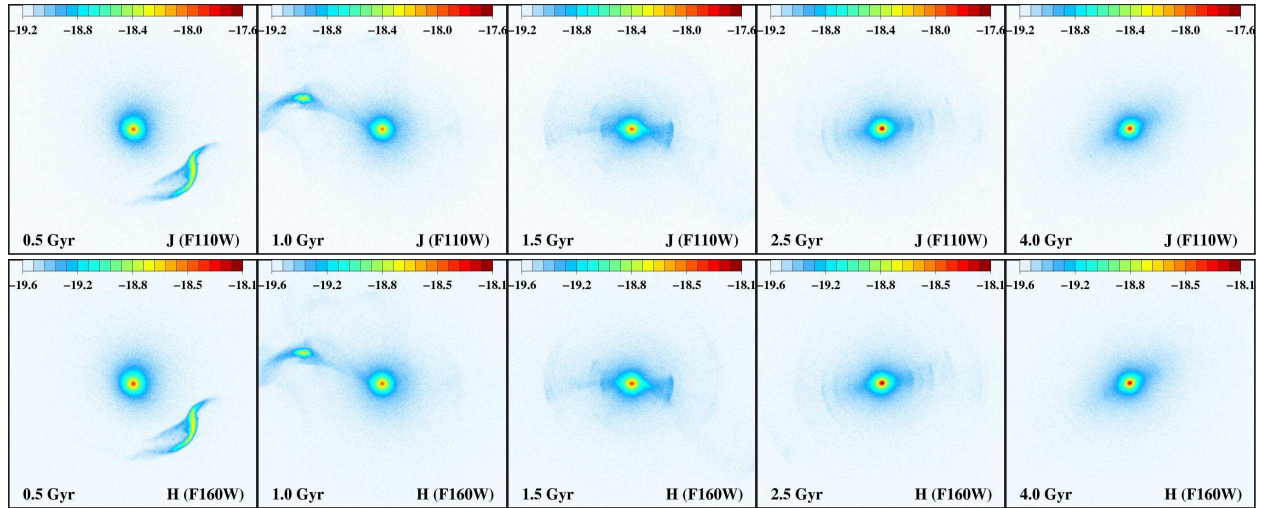 −19.2 −18.8 −18.4 −18.0 −17.6
0.5 Gyr J (F110W)
−19.2 −18.8 −18.4 −18.0 −17.6
1.0 Gyr J (F110W)
−19.2 −18.8 −18.4 −18.0 −17.6
1.5 Gyr J (F110W)
−19.2 −18.8 −18.4 −18.0 −17.6
2.5 Gyr J (F110W)
−19.2 −18.8 −18.4 −18.0 −17.6
4.0 Gyr J (F110W)
−19.6 −19.2 −18.8 −18.5 −18.1
0.5 Gyr H (F160W)
−19.6 −19.2 −18.8 −18.5 −18.1
1.0 Gyr H (F160W)
−19.6 −19.2 −18.8 −18.5 −18.1
1.5 Gyr H (F160W)
−19.6 −19.2 −18.8 −18.5 −18.1
2.5 Gyr H (F160W)
−19.6 −19.2 −18.8 −18.5 −18.1
4.0 Gyr H (F160W)